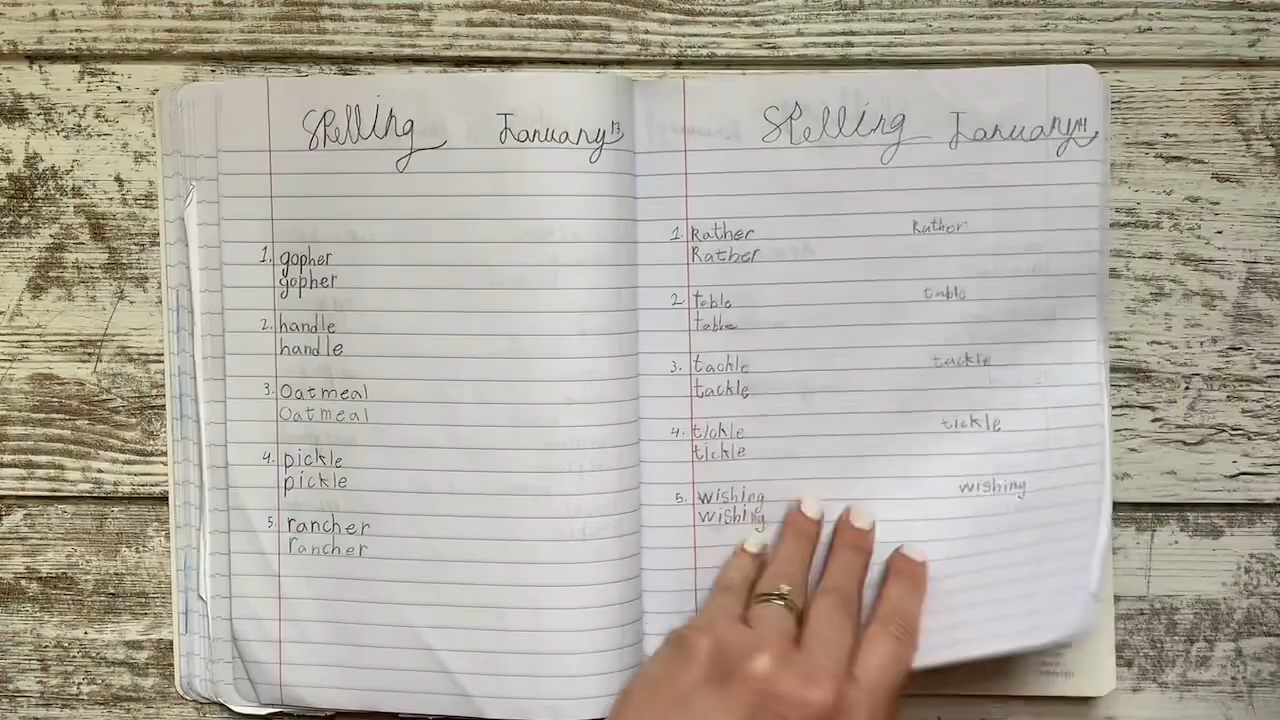 Spelling January 13
1. gopher
gopher
2. handle
handle
3. Oatmeal
Oatmeal
4. pickle
pickle
5. rancher
rancher
Spelling January 14
1. Rather Rather
Rather
2. teble table
table
3. tackle tackle
tackle
4. tickle tickle
tickle
5. wishing wishing
wishing